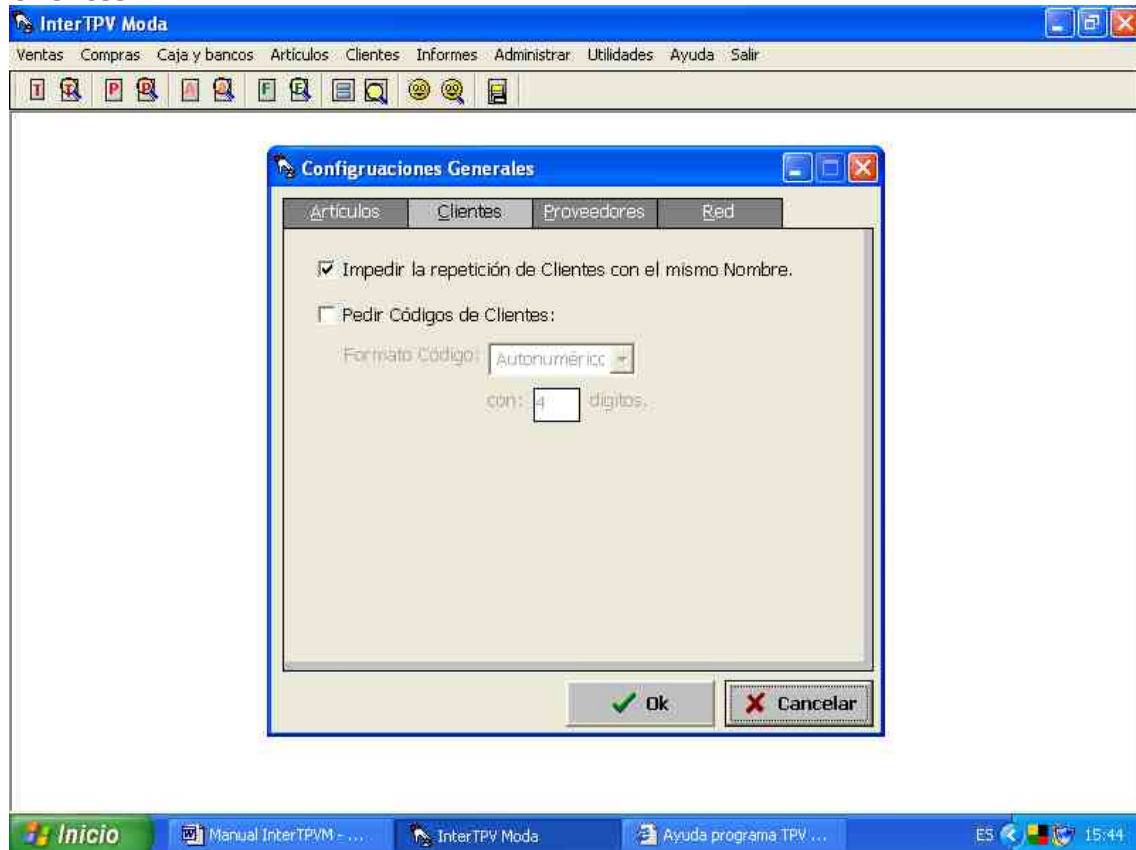 InterTPV Moda
Ventas Compras Caja y bancos Artículos Clientes Informes Administrar Utilidades Ayuda Salir
T T P P A A F F
Configruaciones Generales
Artículos Clientes Proveedores Red
Impedir la repetición de Clientes con el mismo Nombre.
Pedir Códigos de Clientes:
Formato Código: Autonumérico
con: 4 dígitos.
Ok Cancelar
Inicio Manual InterTPVM - ... InterTPV Moda Ayuda programa TPV ... ES 15:44